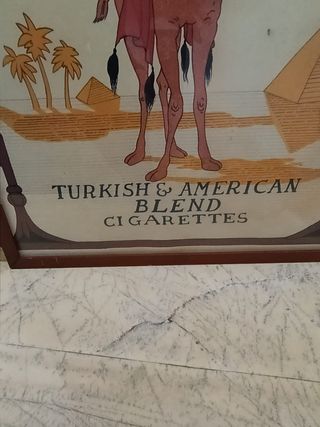 TURKISH & AMERICAN
BLEND
CIGARETTES